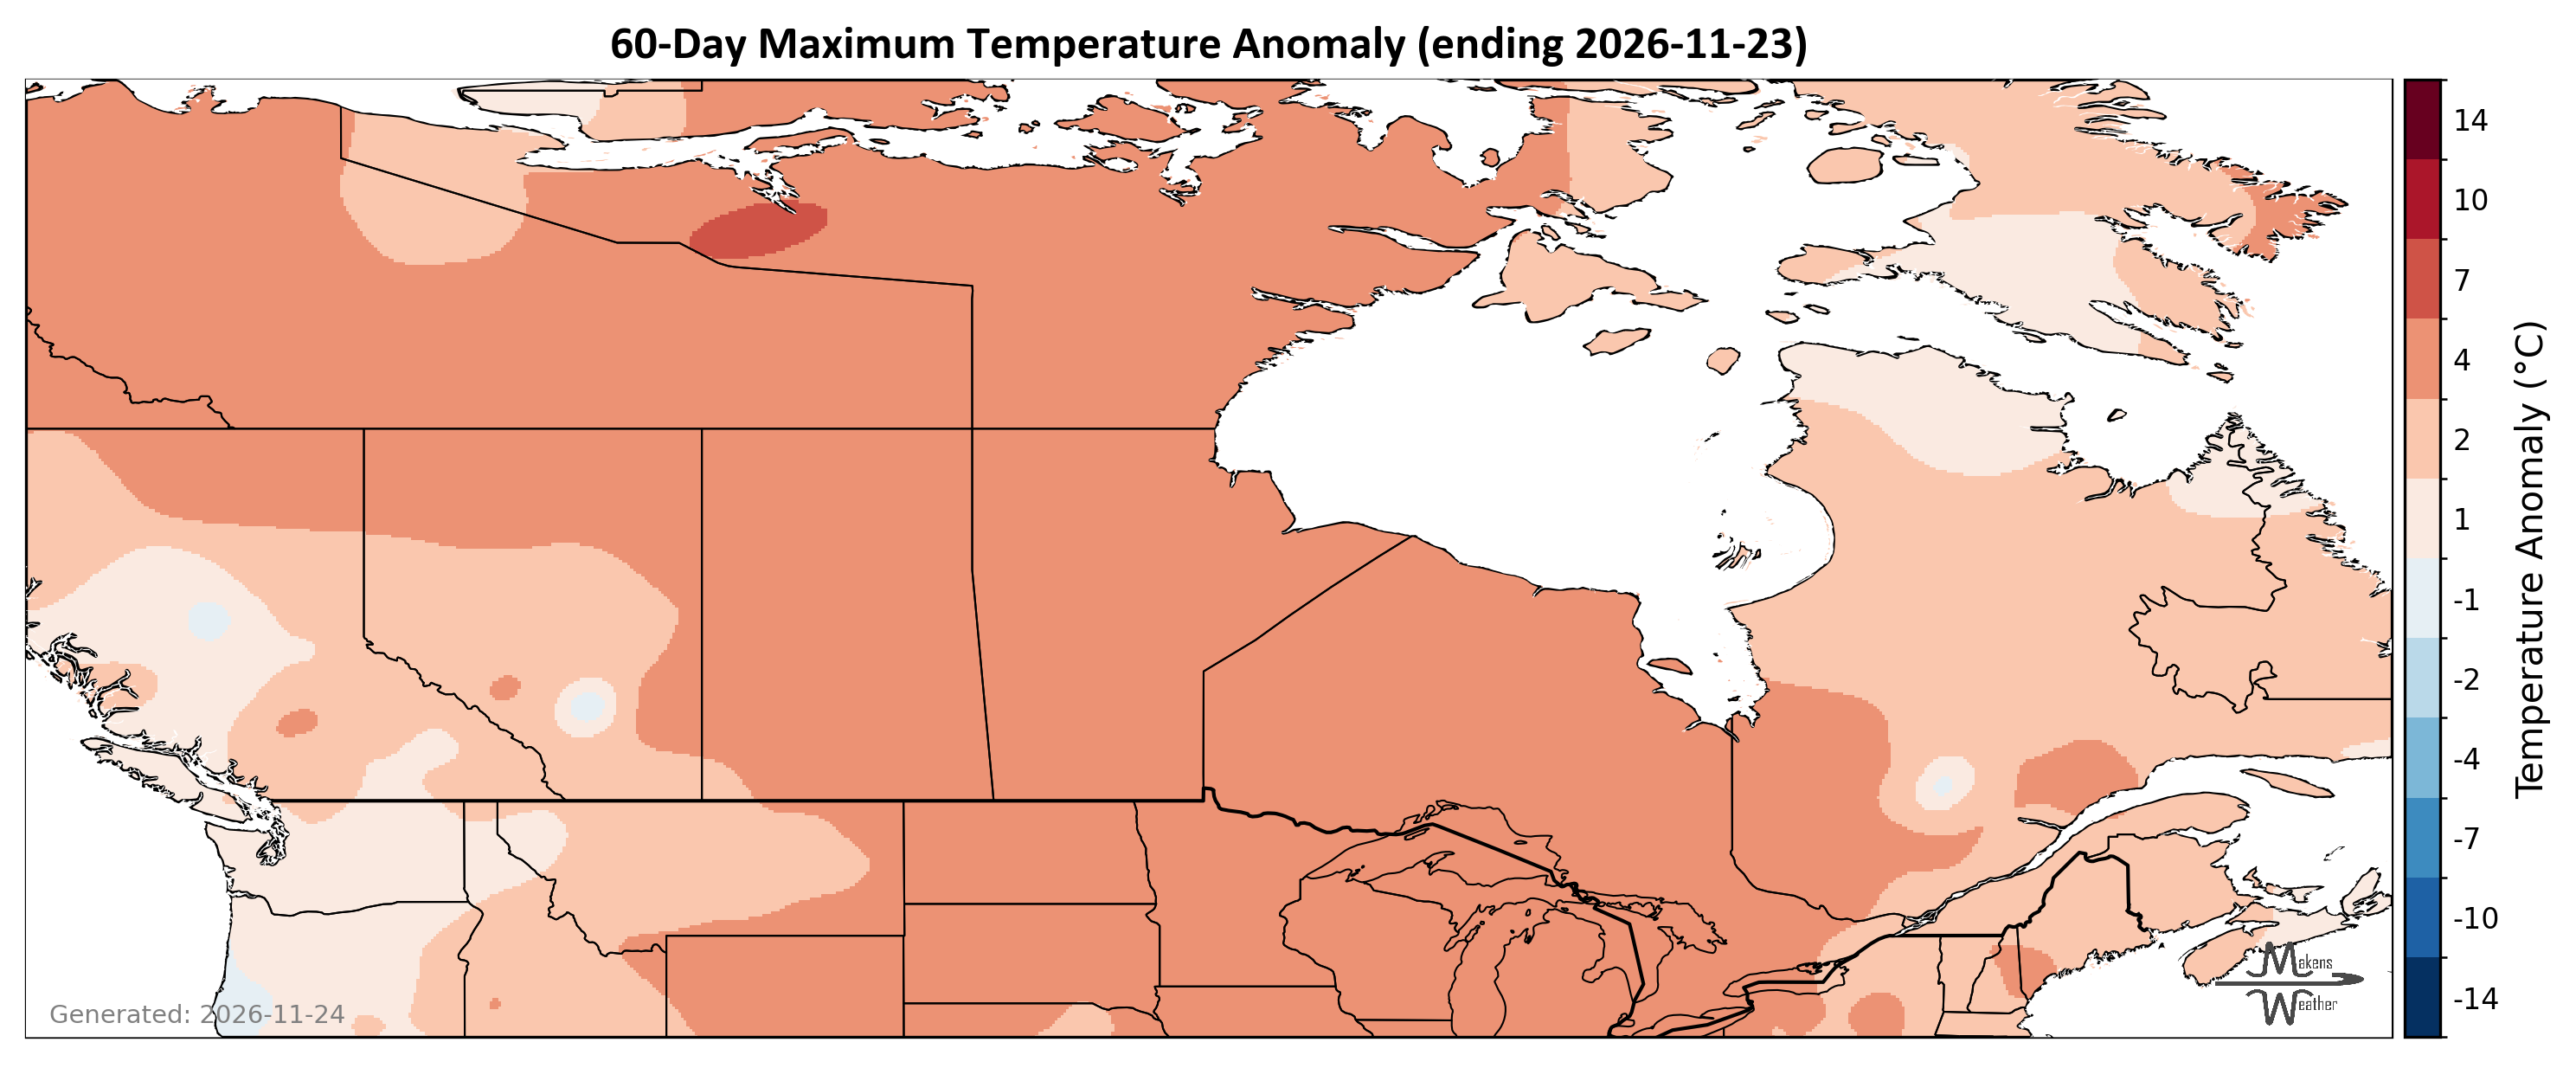 60-Day Maximum Temperature Anomaly (ending 2026-11-23)
14
10
7
4
2
1
-1
-2
-4
-7
-10
-14
Temperature Anomaly (°C)
Generated: 2026-11-24
Makens
Weather